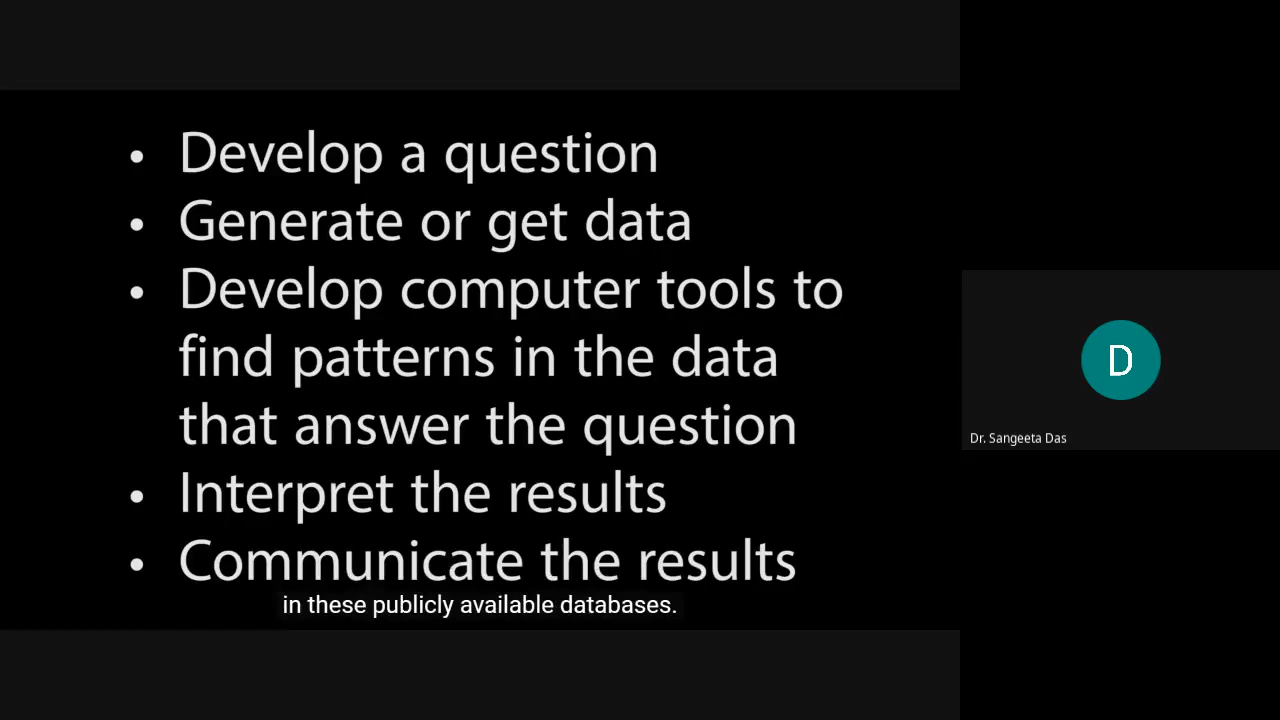 • Develop a question
• Generate or get data
• Develop computer tools to
find patterns in the data
that answer the question
• Interpret the results
• Communicate the results
in these publicly available databases.
D
Dr. Sangeeta Das